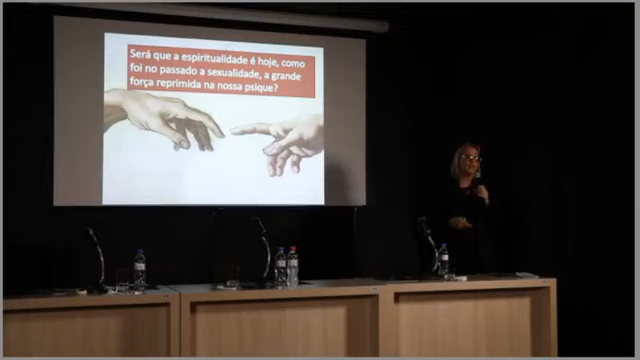 Será que a espiritualidade é hoje, como
foi no passado a sexualidade, a grande
força reprimida na nossa psique?